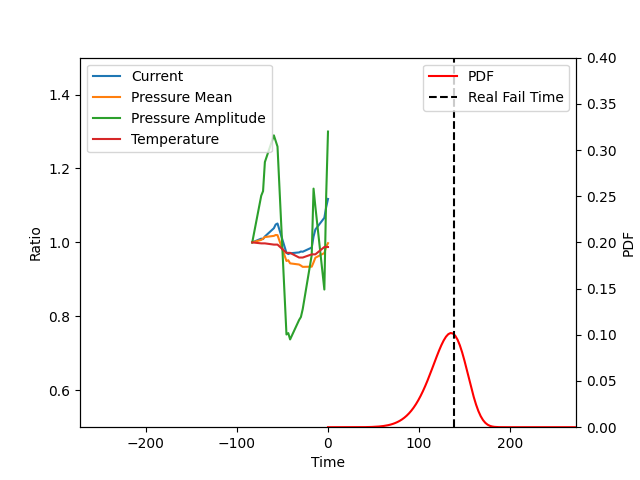 Current
Pressure Mean
Pressure Amplitude
Temperature
PDF
Real Fail Time
1.4
1.2
1.0
0.8
0.6
Ratio
0.40
0.35
0.30
0.25
0.20
0.15
0.10
0.05
0.00
PDF
−200
−100
0
100
200
Time